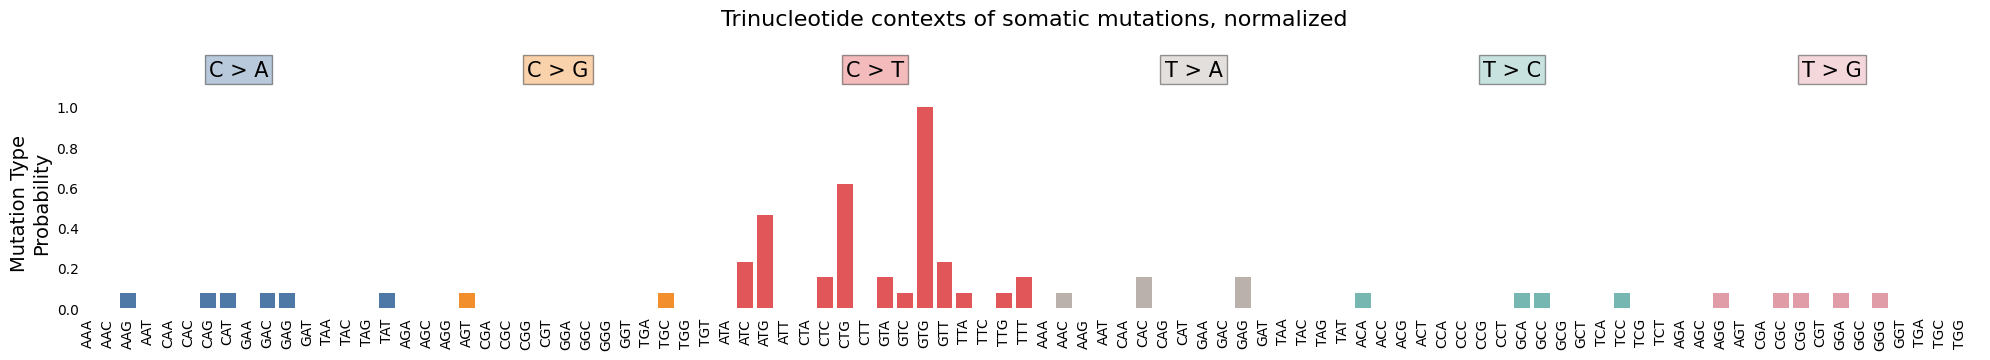 Trinucleotide contexts of somatic mutations, normalized
C > A C > G C > T T > A T > C T > G
Mutation Type
Probability
1.0
0.8
0.6
0.4
0.2
0.0
AAA AAC AAG AAT CAA CAC CAG CAT GAA GAC GAG GAT TAA TAC TAG TAT AGA AGC AGG AGT CGA CGC CGG CGT GGA GGC GGG GGT TGA TGC TGG TGT ATA ATC ATG ATT CTA CTC CTG CTT GTA GTC GTG GTT TTA TTC TTG TTT AAA AAC AAG AAT CAA CAC CAG CAT GAA GAC GAG GAT TAA TAC TAG TAT ACA ACC ACG ACT CCA CCC CCG CCT GCA GCC GCG GCT TCA TCC TCG TCT AGA AGC AGG AGT CGA CGC CGG CGT GGA GGC GGG GGT TGA TGC TGG